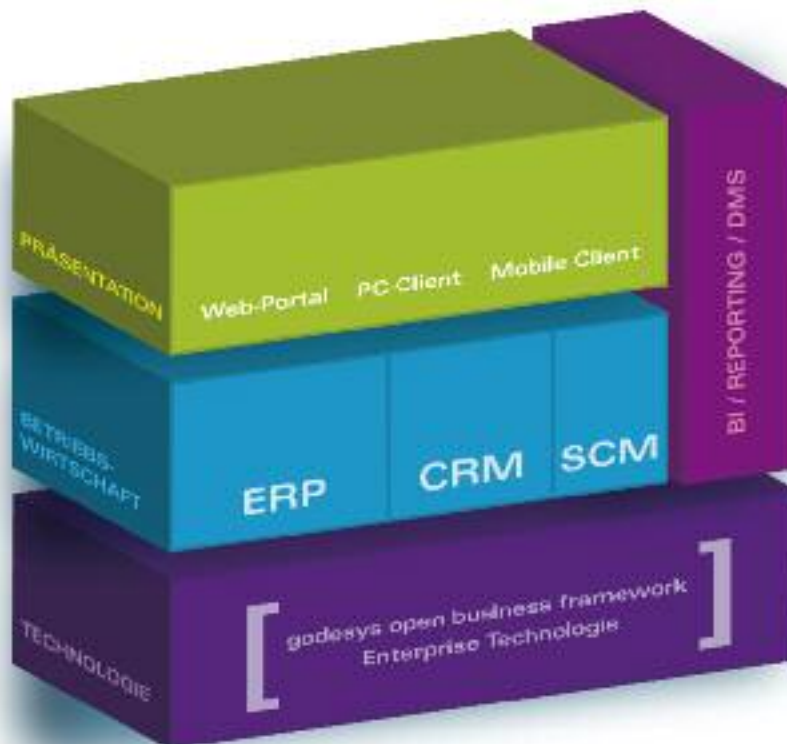 PRÄSENTATION
Web-Portal PC Client Mobile Client
BI / REPORTING / DMS
BETRIEBS-
WIRTSCHAFT
ERP CRM SCM
TECHNOLOGIE
[ godesys open business framework
Enterprise Technologie ]